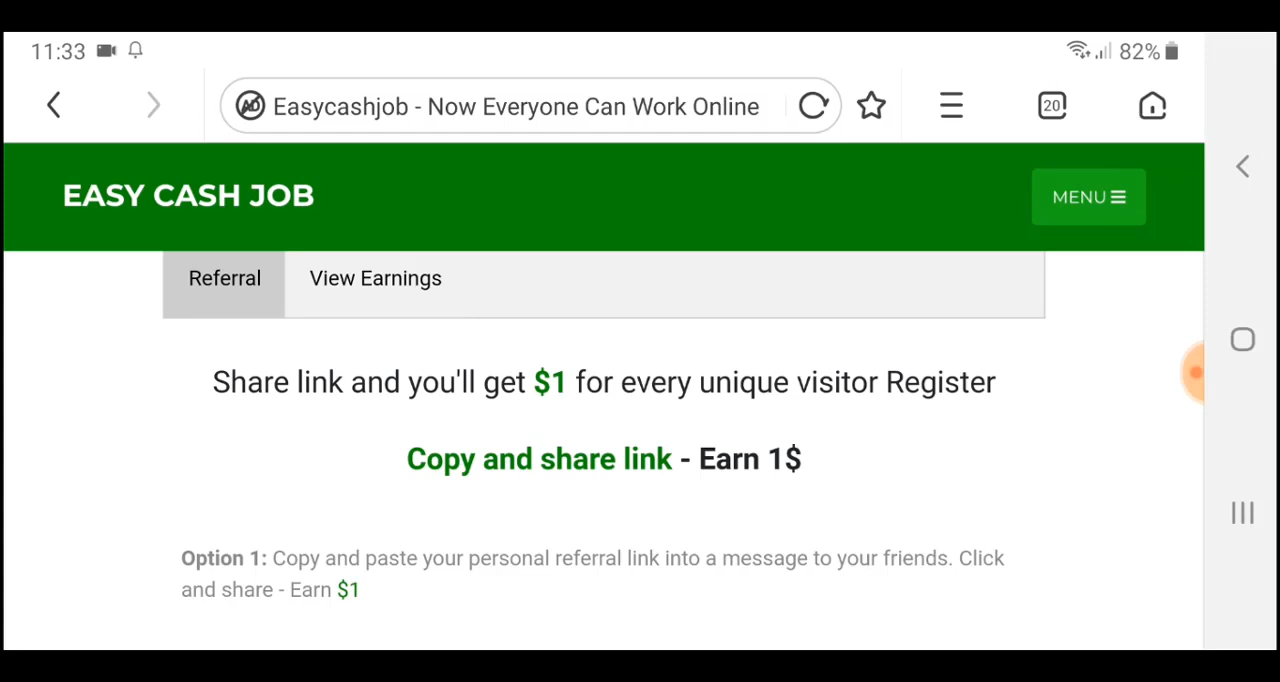 11:33 82%
Easycashjob - Now Everyone Can Work Online 20
EASY CASH JOB MENU
Referral View Earnings
Share link and you'll get $1 for every unique visitor Register
Copy and share link - Earn 1$
Option 1: Copy and paste your personal referral link into a message to your friends. Click
and share - Earn $1